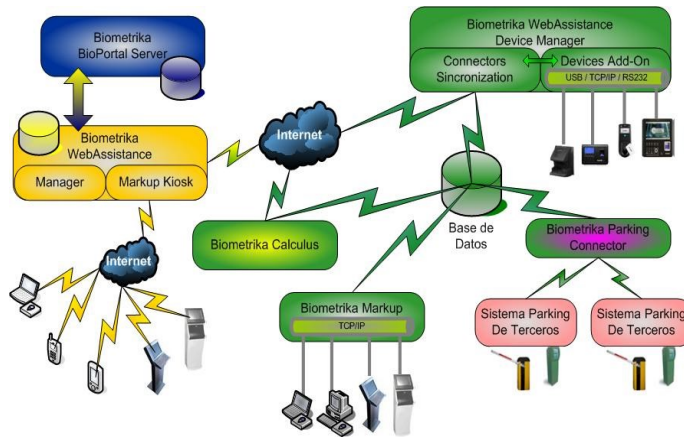 Biometrika
BioPortal Server
Biometrika WebAssistance
Device Manager
Connectors
Sincronization
Devices Add-On
USB / TCP/IP / RS232
Internet
Biometrika
WebAssistance
Manager
Markup Kiosk
Internet
Biometrika Calculus
Base de
Datos
Biometrika Parking
Connector
Biometrika Markup
TCP/IP
Sistema Parking
De Terceros
Sistema Parking
De Terceros